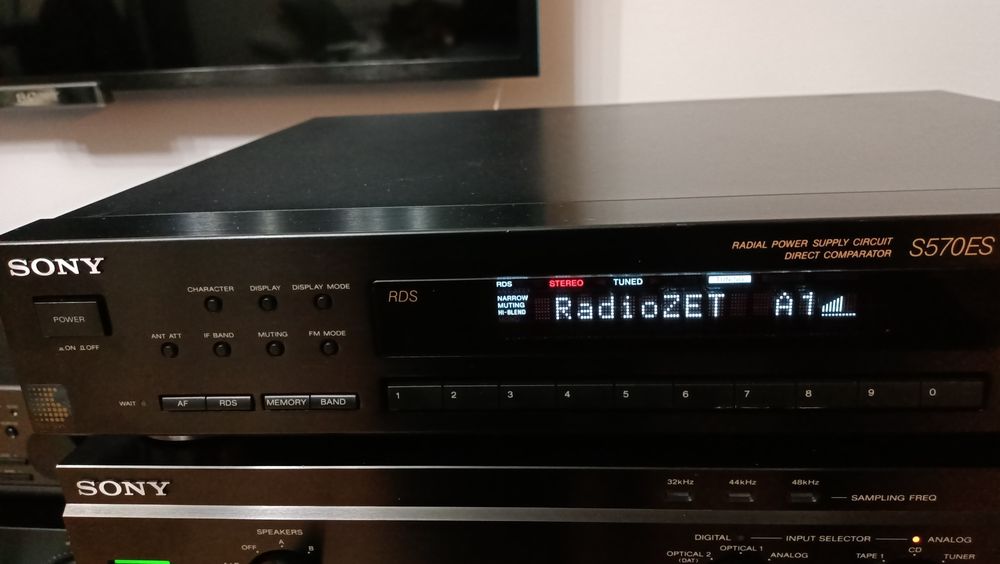 SONY
RADIAL POWER SUPPLY CIRCUIT
DIRECT COMPARATOR
S570ES
SONY
CHARACTER DISPLAY DISPLAY MODE
POWER
ON OFF
ANT ATT IF BAND MUTING FM MODE
WAIT
AF RDS MEMORY BAND
RDS
RDS STEREO TUNED
NARROW
MUTING
HI-BLEND
RadioZET A1
1 2 3 4 5 6 7 8 9 0
SONY
32kHz 44kHz 48kHz
SAMPLING FREQ
SPEAKERS
OFF A B
DIGITAL INPUT SELECTOR ANALOG
OPTICAL 2
(DAT)
OPTICAL 1
ANALOG
TAPE 1
CD
TUNER